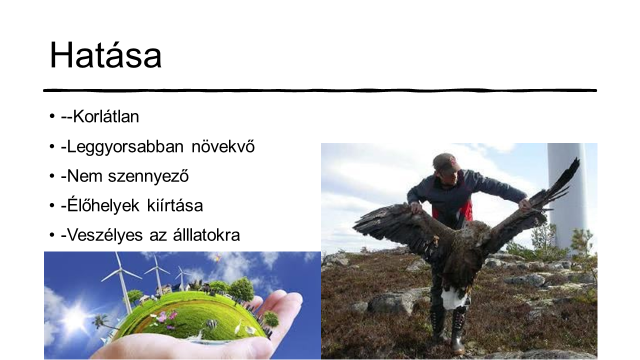 Hatása
• --Korlátlan
• -Leggyorsabban növekvő
• -Nem szennyező
• -Élőhelyek kiírtása
• -Veszélyes az álllatokra